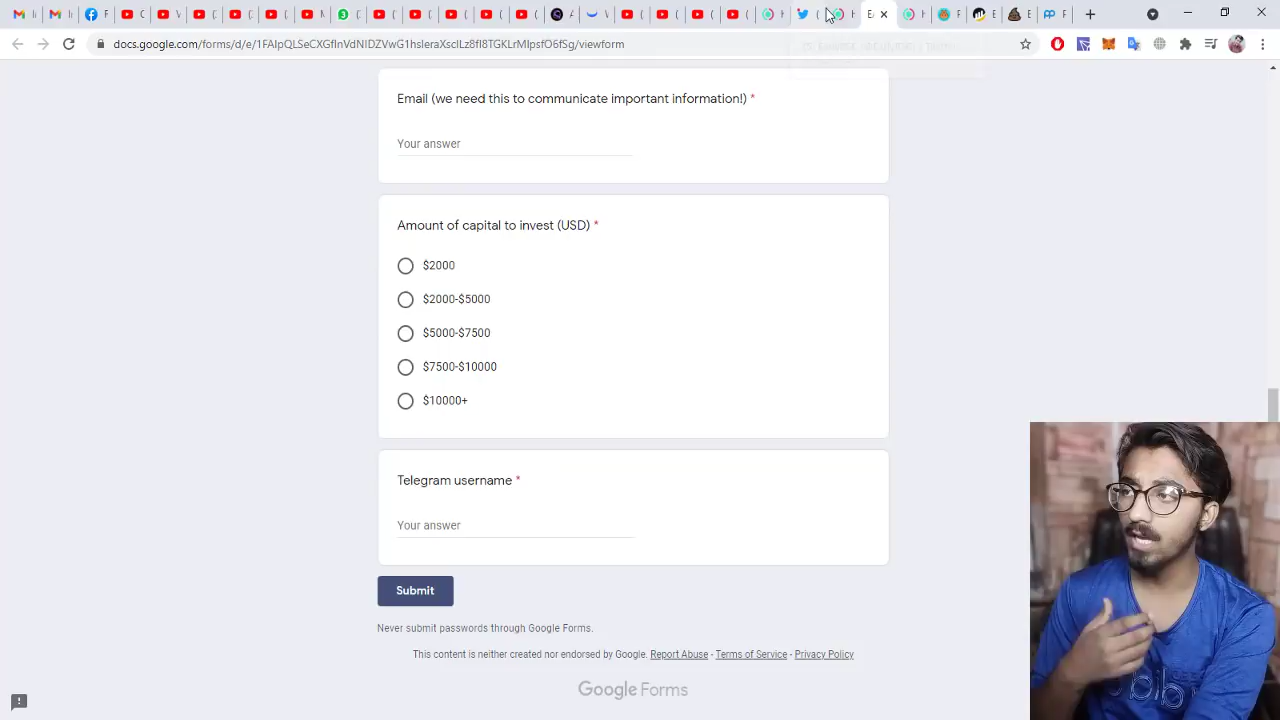 docs.google.com/forms/d/e/1FAIpQLSeCXGfInVdNIDZVwG1hsleraXsdLz8fI8TGKLrMlpsfO6fSg/viewform
Email (we need this to communicate important information!) *
Your answer
Amount of capital to invest (USD) *
$2000
$2000-$5000
$5000-$7500
$7500-$10000
$10000+
Telegram username *
Your answer
Submit
Never submit passwords through Google Forms.
This content is neither created nor endorsed by Google. Report Abuse - Terms of Service - Privacy Policy
Google Forms